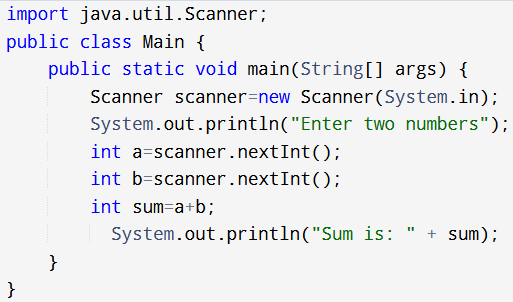 import java.util.Scanner;
public class Main {
    public static void main(String[] args) {
        Scanner scanner=new Scanner(System.in);
        System.out.println("Enter two numbers");
        int a=scanner.nextInt();
        int b=scanner.nextInt();
        int sum=a+b;
          System.out.println("Sum is: " + sum);
    }
}